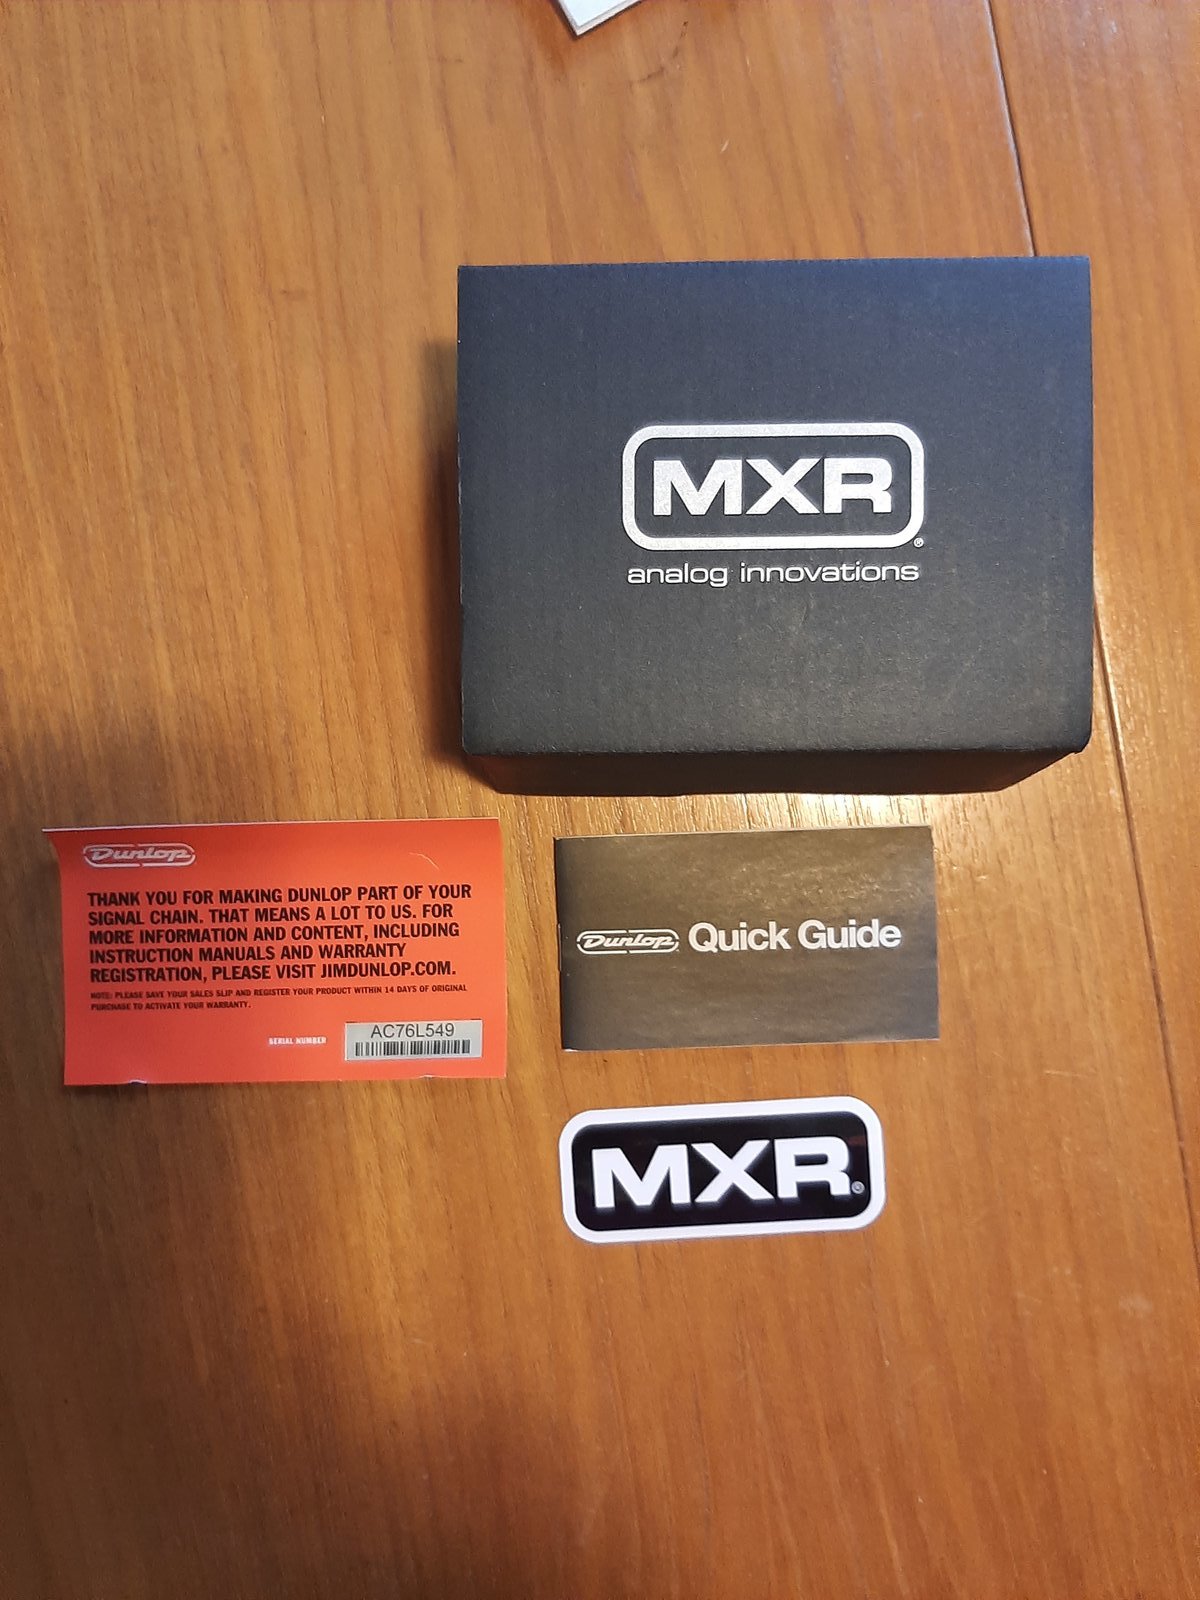 MXR®
analog innovations
Dunlop
THANK YOU FOR MAKING DUNLOP PART OF YOUR
SIGNAL CHAIN. THAT MEANS A LOT TO US. FOR
MORE INFORMATION AND CONTENT, INCLUDING
INSTRUCTION MANUALS AND WARRANTY
REGISTRATION, PLEASE VISIT JIMDUNLOP.COM.
NOTE: PLEASE SAVE YOUR SALES SLIP AND REGISTER YOUR PRODUCT WITHIN 14 DAYS OF ORIGINAL
PURCHASE TO ACTIVATE YOUR WARRANTY.
SERIAL NUMBER
AC76L549
Dunlop Quick Guide
MXR®